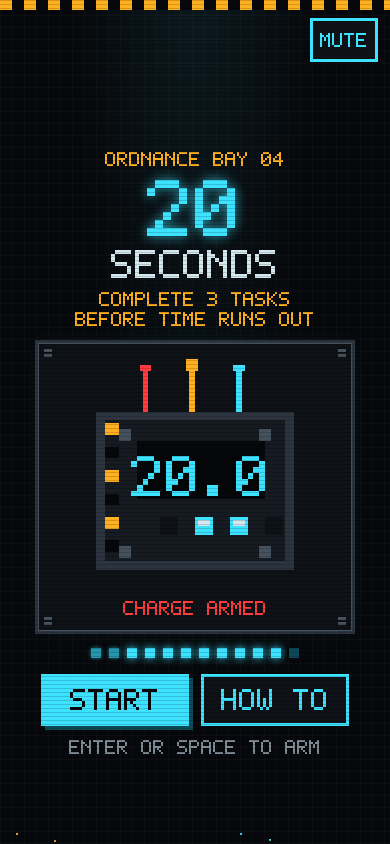 MUTE
ORDNANCE BAY 04
20
SECONDS
COMPLETE 3 TASKS
BEFORE TIME RUNS OUT
20.0
CHARGE ARMED
START
HOW TO
ENTER OR SPACE TO ARM